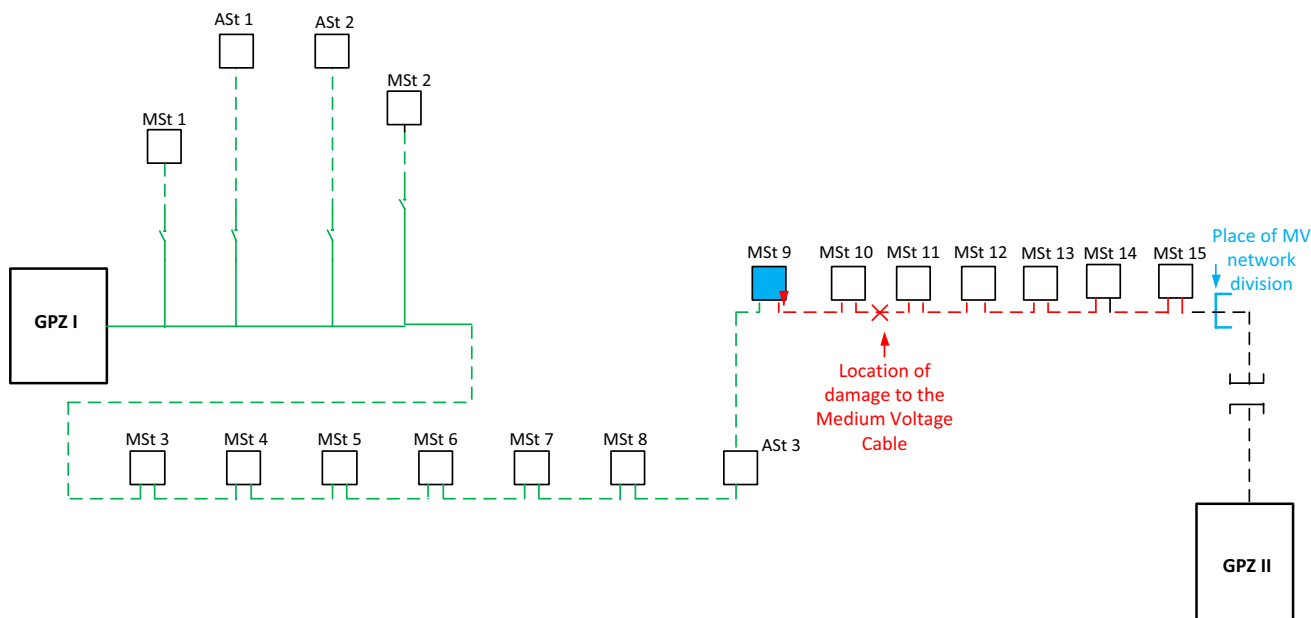 ASt 1
ASt 2
MSt 2
MSt 1
GPZ I
MSt 9
MSt 10
MSt 11
MSt 12
MSt 13
MSt 14
MSt 15
Place of MV
network
division
Location of
damage to the
Medium Voltage
Cable
MSt 3
MSt 4
MSt 5
MSt 6
MSt 7
MSt 8
ASt 3
GPZ II